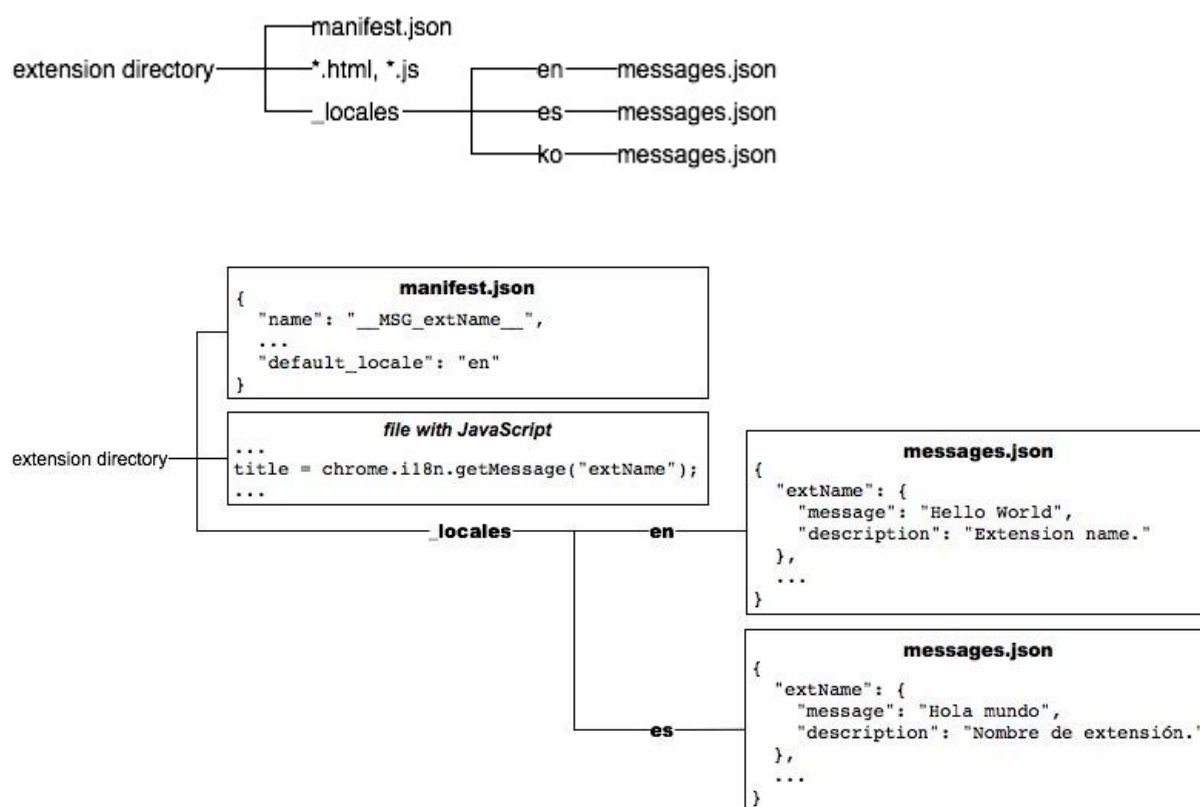 manifest.json
extension directory
*.html, *.js
_locales
en
messages.json
es
messages.json
ko
messages.json
manifest.json
{
"name": "__MSG_extName__",
...
"default_locale": "en"
}
file with JavaScript
...
title = chrome.i18n.getMessage("extName");
...
extension directory
_locales
en
messages.json
{
"extName": {
"message": "Hello World",
"description": "Extension name."
},
...
}
es
messages.json
{
"extName": {
"message": "Hola mundo",
"description": "Nombre de extensión."
},
...
}